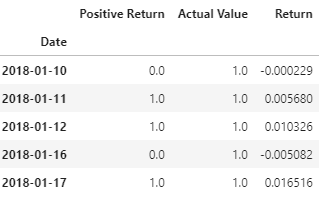 Positive Return Actual Value Return
Date
2018-01-10 0.0 1.0 -0.000229
2018-01-11 1.0 1.0 0.005680
2018-01-12 1.0 1.0 0.010326
2018-01-16 0.0 1.0 -0.005082
2018-01-17 1.0 1.0 0.016516